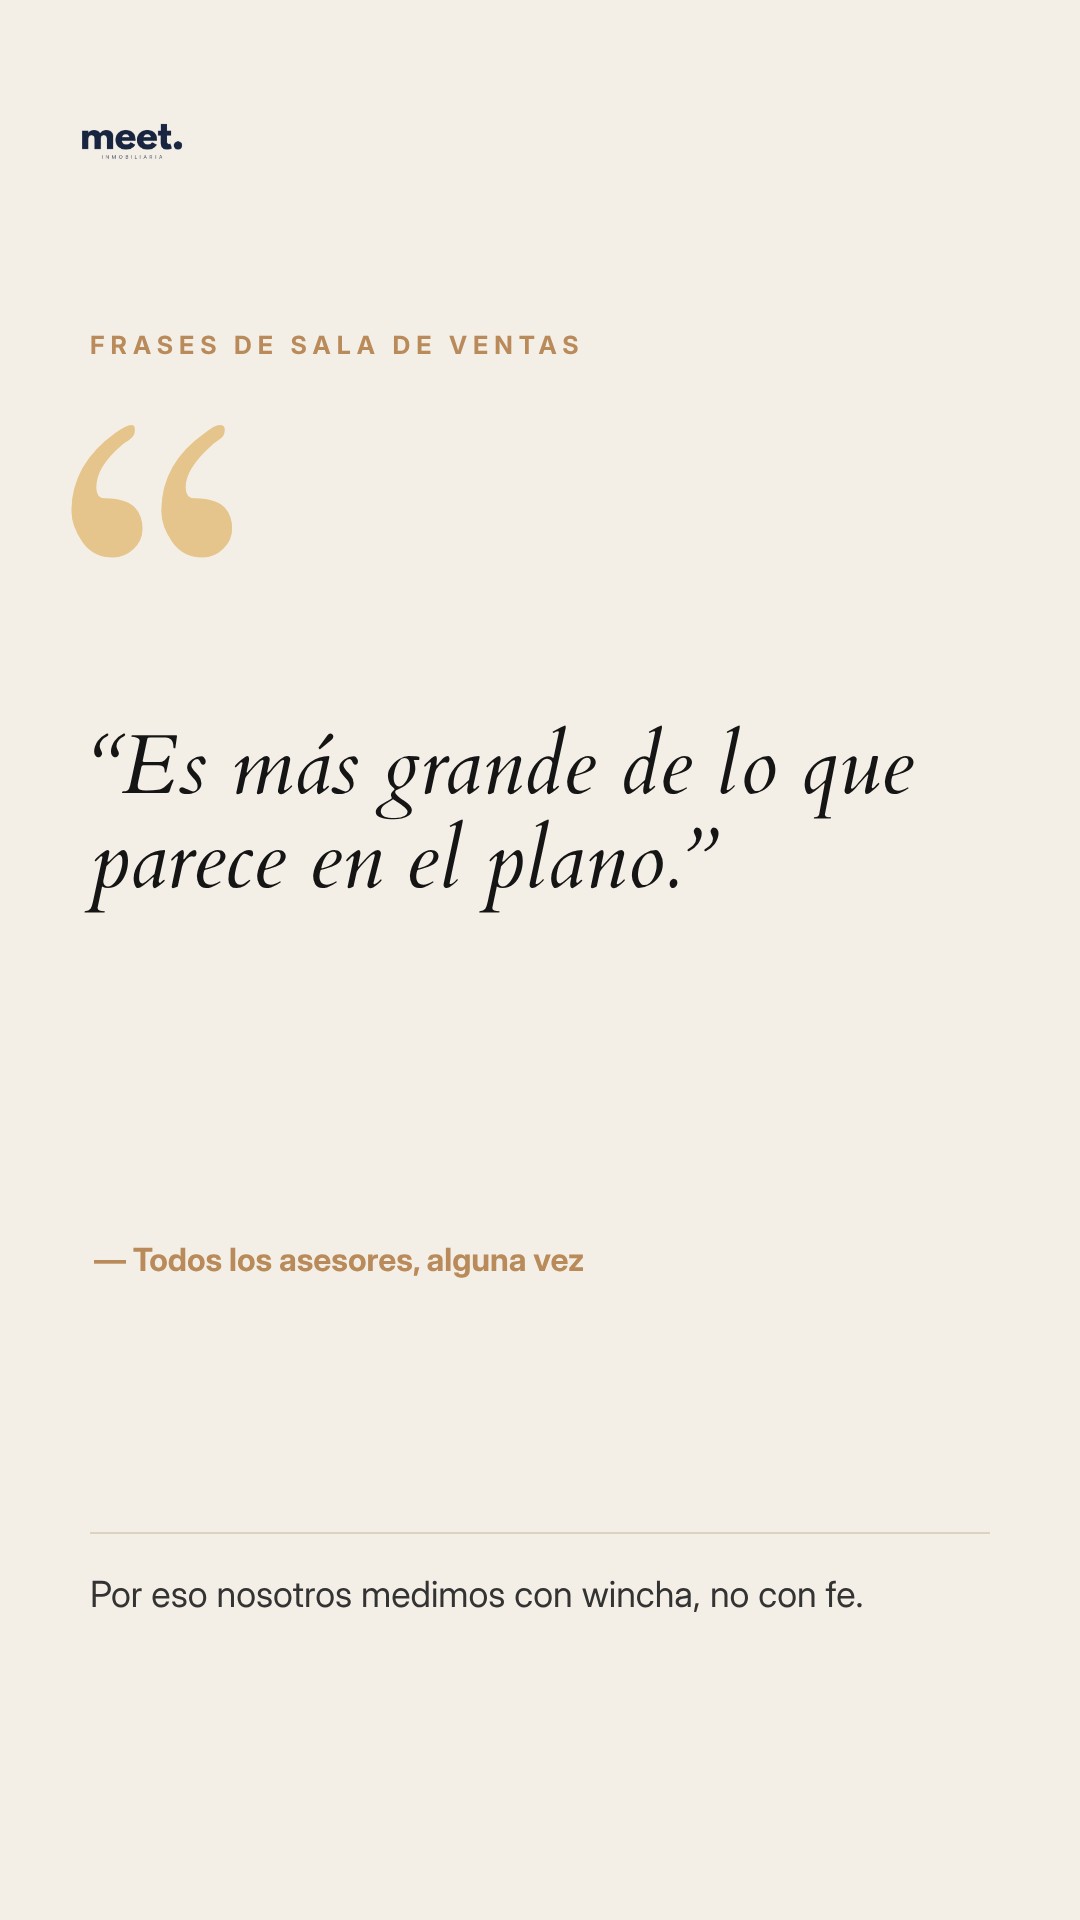 meet.
INMOBILIARIA
FRASES DE SALA DE VENTAS
“
“Es más grande de lo que
parece en el plano.”
— Todos los asesores, alguna vez
Por eso nosotros medimos con wincha, no con fe.